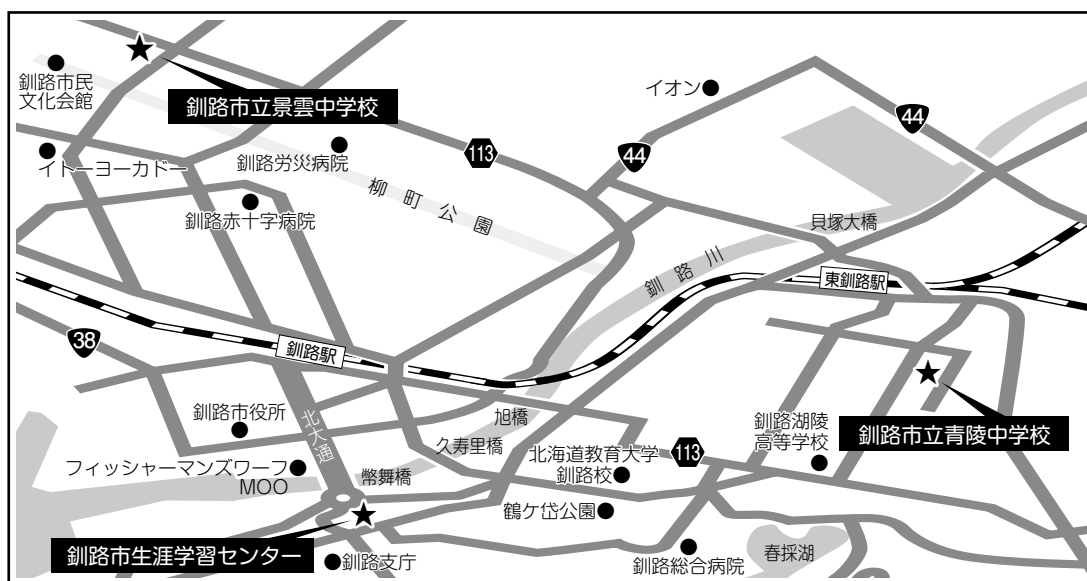 釧路市民
文化会館
釧路市立景雲中学校
イオン
44
44
113
イトーヨーカドー
釧路労災病院
柳町公園
釧路赤十字病院
貝塚大橋
釧路川
東釧路駅
38
釧路駅
釧路市役所
北大通
旭橋
久寿里橋
釧路湖陵
高等学校
釧路市立青陵中学校
フィッシャーマンズワーフ
MOO
幣舞橋
北海道教育大学
釧路校
113
鶴ケ岱公園
釧路市生涯学習センター
釧路支庁
釧路総合病院
春採湖